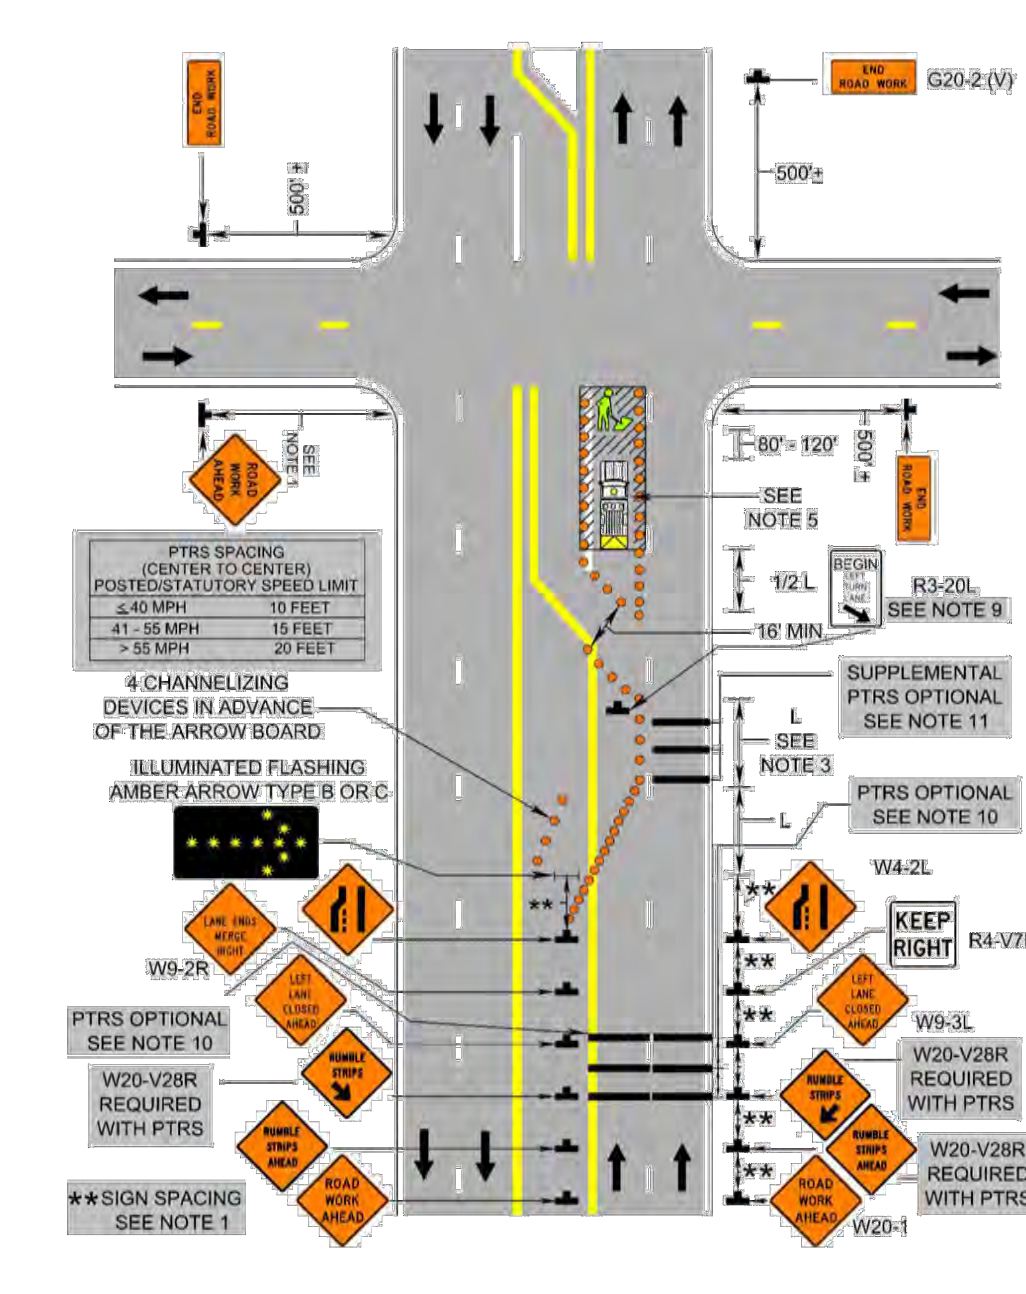 END
ROAD WORK
END
ROAD WORK
G20-2 (V)
500'±
500'±
SEE
NOTE 1
ROAD
WORK
AHEAD
80' - 120'
500'±
END
ROAD WORK
SEE
NOTE 5
PTRS SPACING
(CENTER TO CENTER)
POSTED/STATUTORY SPEED LIMIT
≤40 MPH 10 FEET
41 - 55 MPH 15 FEET
> 55 MPH 20 FEET
1/2 L
BEGIN
LEFT
TURN
LANE
R3-20L
SEE NOTE 9
16' MIN
4 CHANNELIZING
DEVICES IN ADVANCE
OF THE ARROW BOARD
SUPPLEMENTAL
PTRS OPTIONAL
SEE NOTE 11
L
SEE
NOTE 3
ILLUMINATED FLASHING
AMBER ARROW TYPE B OR C
PTRS OPTIONAL
SEE NOTE 10
L
W4-2L
**
**
LANE ENDS
MERGE
RIGHT
W9-2R
KEEP
RIGHT
R4-V7
**
LEFT
LANE
CLOSED
AHEAD
LEFT
LANE
CLOSED
AHEAD
W9-3L
**
PTRS OPTIONAL
SEE NOTE 10
RUMBLE
STRIPS
W20-V28R
REQUIRED
WITH PTRS
RUMBLE
STRIPS
W20-V28R
REQUIRED
WITH PTRS
**
RUMBLE
STRIPS
AHEAD
RUMBLE
STRIPS
AHEAD
W20-V28R
REQUIRED
WITH PTRS
**
**SIGN SPACING
SEE NOTE 1
ROAD
WORK
AHEAD
ROAD
WORK
AHEAD
W20-1